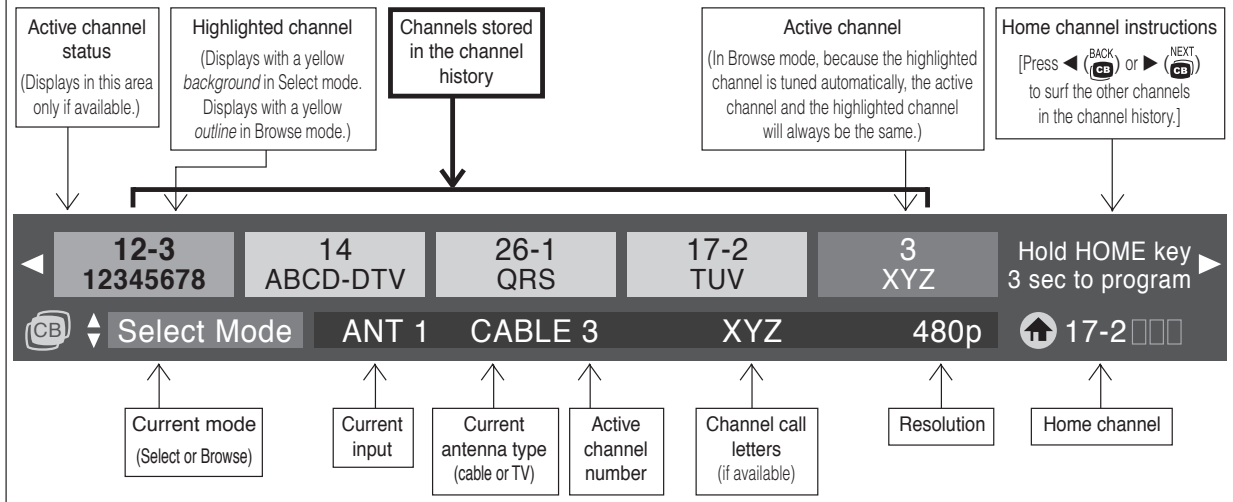 Active channel
status
(Displays in this area
only if available.)
Highlighted channel
(Displays with a yellow
background in Select mode.
Displays with a yellow
outline in Browse mode.)
Channels stored
in the channel
history
Active channel
(In Browse mode, because the highlighted
channel is tuned automatically, the active
channel and the highlighted channel
will always be the same.)
Home channel instructions
[Press ◀ (BACK CB) or ▶ (NEXT CB)
to surf the other channels
in the channel history.]
12-3
12345678
14
ABCD-DTV
26-1
QRS
17-2
TUV
3
XYZ
Hold HOME key
3 sec to program
CB Select Mode ANT 1 CABLE 3 XYZ 480p 17-2
Current mode
(Select or Browse)
Current
input
Current
antenna type
(cable or TV)
Active
channel
number
Channel call
letters
(if available)
Resolution
Home channel